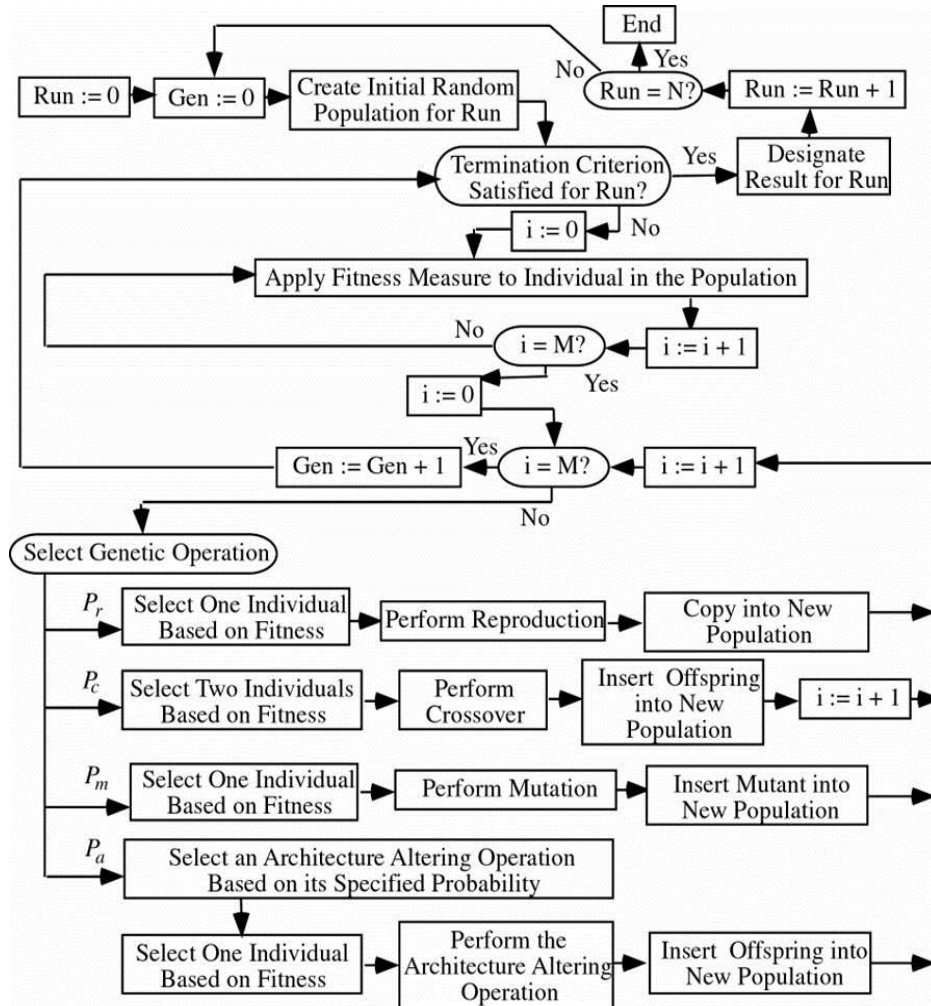 End
No
Yes
Run := 0
Gen := 0
Create Initial Random
Population for Run
Run = N?
Run := Run + 1
Termination Criterion
Satisfied for Run?
Yes
Designate
Result for Run
i := 0
No
Apply Fitness Measure to Individual in the Population
No
i = M?
i := i + 1
Yes
i := 0
Gen := Gen + 1
Yes
i = M?
i := i + 1
No
Select Genetic Operation
Pr
Select One Individual
Based on Fitness
Perform Reproduction
Copy into New
Population
Pc
Select Two Individuals
Based on Fitness
Perform
Crossover
Insert Offspring
into New
Population
i := i + 1
Pm
Select One Individual
Based on Fitness
Perform Mutation
Insert Mutant into
New Population
Pa
Select an Architecture Altering Operation
Based on its Specified Probability
Select One Individual
Based on Fitness
Perform the
Architecture Altering
Operation
Insert Offspring into
New Population